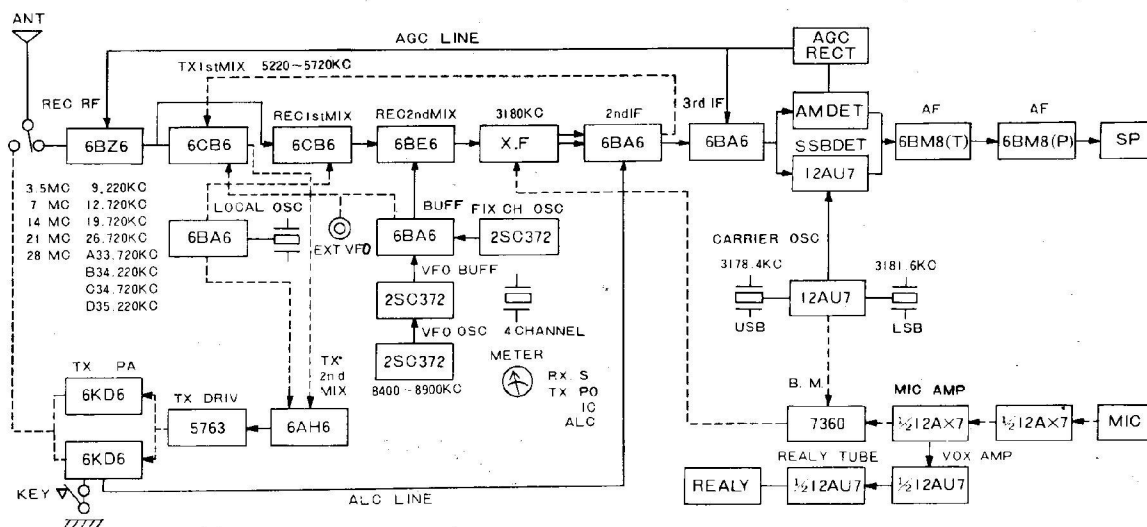 ANT
AGC LINE
AGC RECT
TX1stMIX 5220~5720KC
REC RF
REC1stMIX
REC2ndMIX
3180KC
2ndIF
3rd IF
AMDET
AF
AF
6BZ6
6CB6
6CB6
6BE6
X.F
6BA6
6BA6
SSBDET
12AU7
6BM8(T)
6BM8(P)
SP
3.5MC 9,220KC
7 MC 12.720KC
14 MC 19.720KC
21 MC 26.720KC
28 MC A33.720KC
B34.220KC
C34.720KC
D35.220KC
LOCAL OSC
6BA6
EXT VFO
BUFF
6BA6
FIX CH OSC
2SC372
VFO BUFF
2SC372
4 CHANNEL
VFO OSC
2SC372
8400~8900KC
METER
RX. S
TX PO
IC
ALC
CARRIER OSC
3178.4KC
12AU7
3181.6KC
USB
LSB
TX PA
6KD6
TX DRIV
5763
TX
2nd
MIX
6AH6
6KD6
KEY
ALC LINE
B.M.
7360
MIC AMP
½12AX7
½12AX7
MIC
REALY TUBE
VOX AMP
REALY
½12AU7
½12AU7